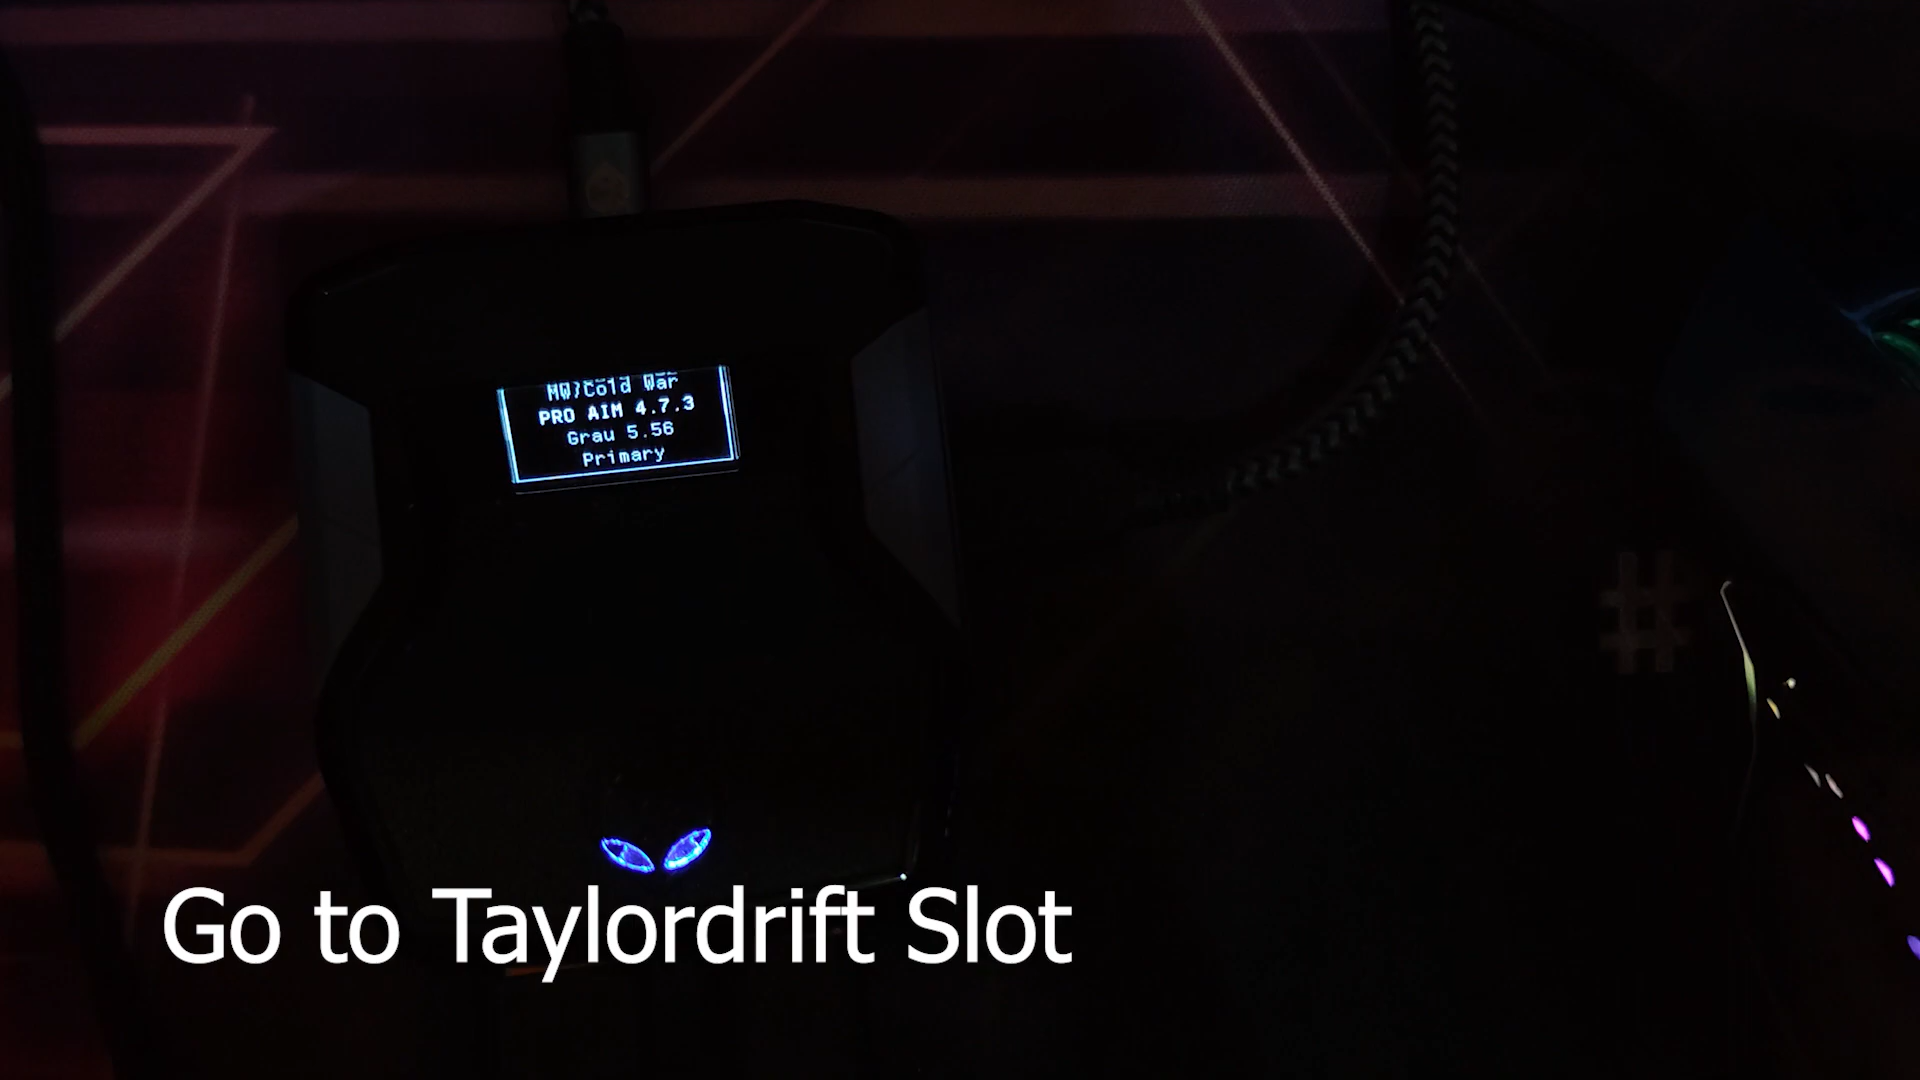 MW/Cold War
PRO AIM 4.7.3
Grau 5.56
Primary
#
Go to Taylordrift Slot